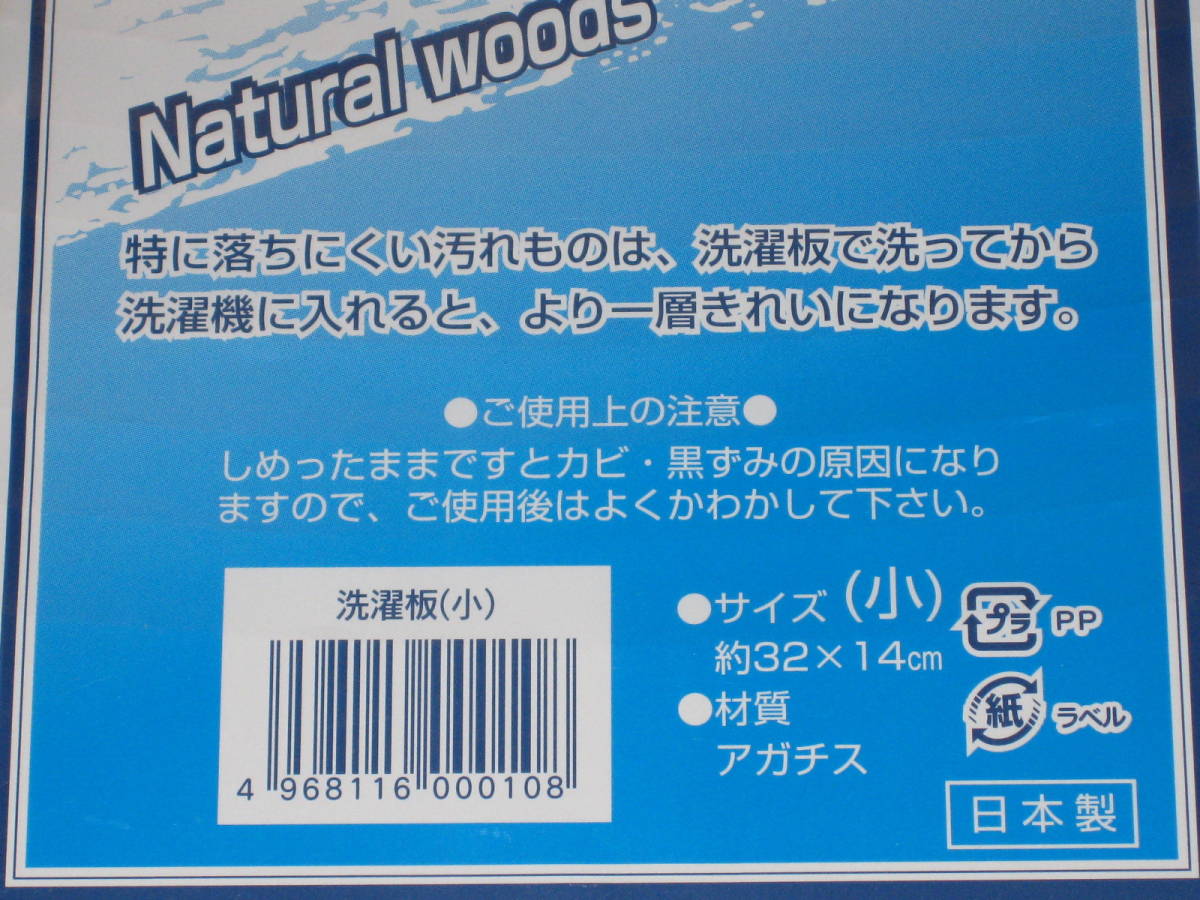 Natural woods
特に落ちにくい汚れものは、洗濯板で洗ってから
洗濯機に入れると、より一層きれいになります。
●ご使用上の注意●
しめったままですとカビ・黒ずみの原因になり
ますので、ご使用後はよくかわかして下さい。
洗濯板(小)
4 968116 000108
●サイズ (小)
約32×14cm
●材質
アガチス
プラ PP
紙 ラベル
日本製